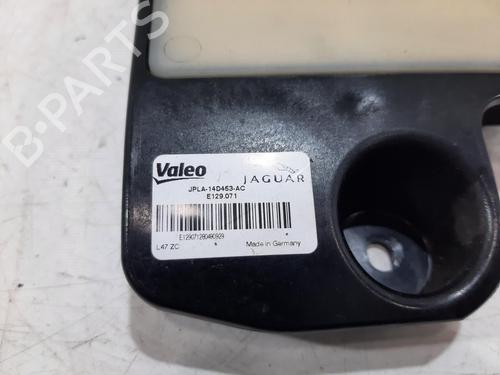 B-PARTS
Valeo
JAGUAR
JPLA-14D453-AC
E129.071
L47 ZC
Made in Germany